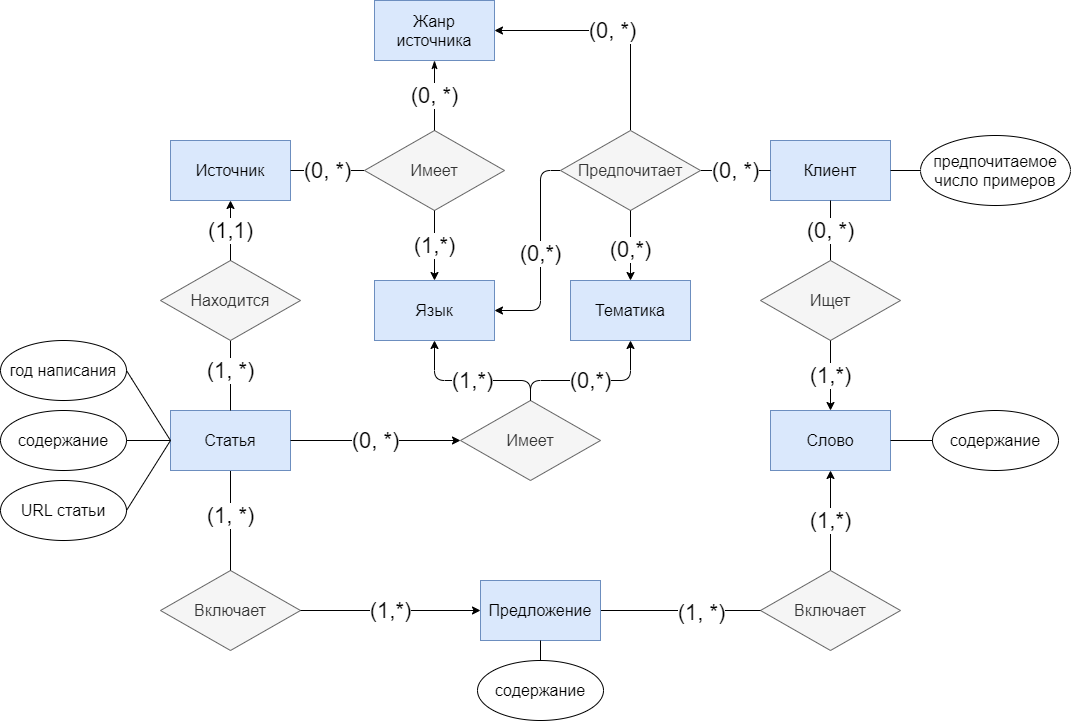 Жанр
источника
(0, *)
(0, *)
Источник
(0, *)
Имеет
Предпочитает
(0, *)
Клиент
предпочитаемое
число примеров
(1,1)
(1,*)
(0,*)
(0,*)
(0, *)
Находится
Язык
Тематика
Ищет
год написания
(1, *)
(1,*)
(0,*)
(1,*)
содержание
Статья
(0, *)
Имеет
Слово
содержание
URL статьи
(1, *)
(1,*)
Включает
(1,*)
Предложение
(1, *)
Включает
содержание